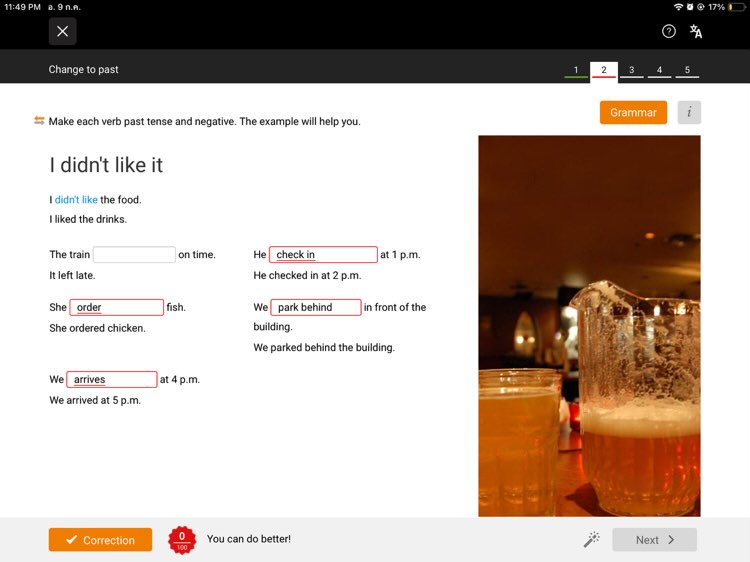 11:49 PM อ. 9 ก.ค. 17%
Change to past 1 2 3 4 5
Make each verb past tense and negative. The example will help you.
Grammar i
I didn't like it
I didn't like the food.
I liked the drinks.
The train on time.
It left late.
He check in at 1 p.m.
He checked in at 2 p.m.
She order fish.
She ordered chicken.
We park behind in front of the
building.
We parked behind the building.
We arrives at 4 p.m.
We arrived at 5 p.m.
Correction 0/100 You can do better! Next